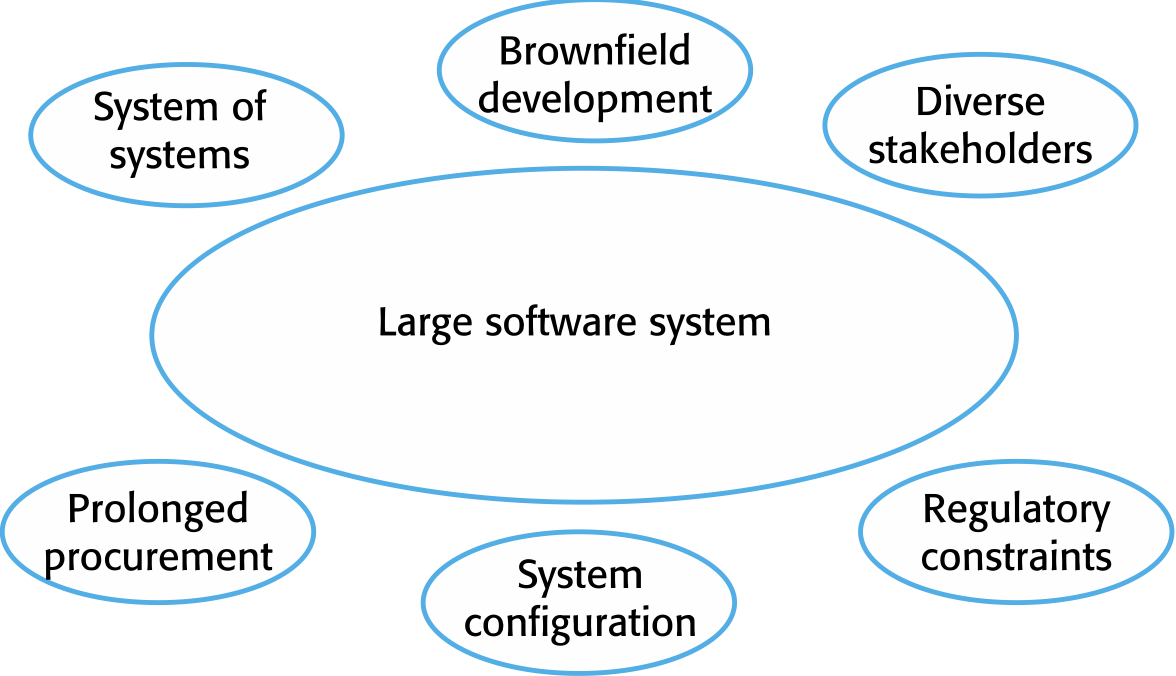 Brownfield
development
System of
systems
Diverse
stakeholders
Large software system
Prolonged
procurement
System
configuration
Regulatory
constraints